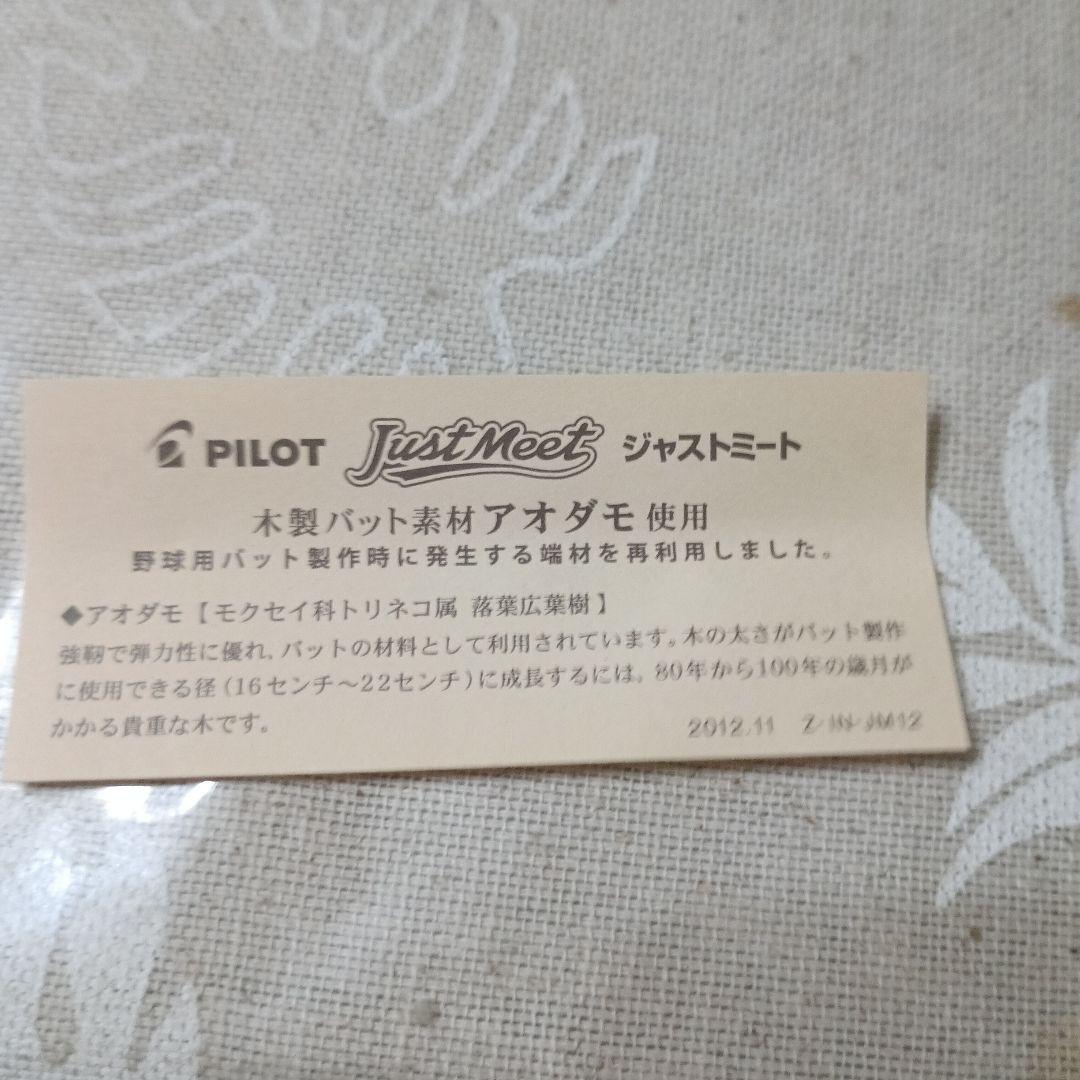 PILOT Just Meet ジャストミート
木製バット素材アオダモ使用
野球用バット製作時に発生する端材を再利用しました。
◆アオダモ【モクセイ科トリネコ属 落葉広葉樹】
強靭で弾力性に優れ、バットの材料として利用されています。木の太さがバット製作
に使用できる径(16センチ～22センチ)に成長するには、80年から100年の歳月が
かかる貴重な木です。
2012.11